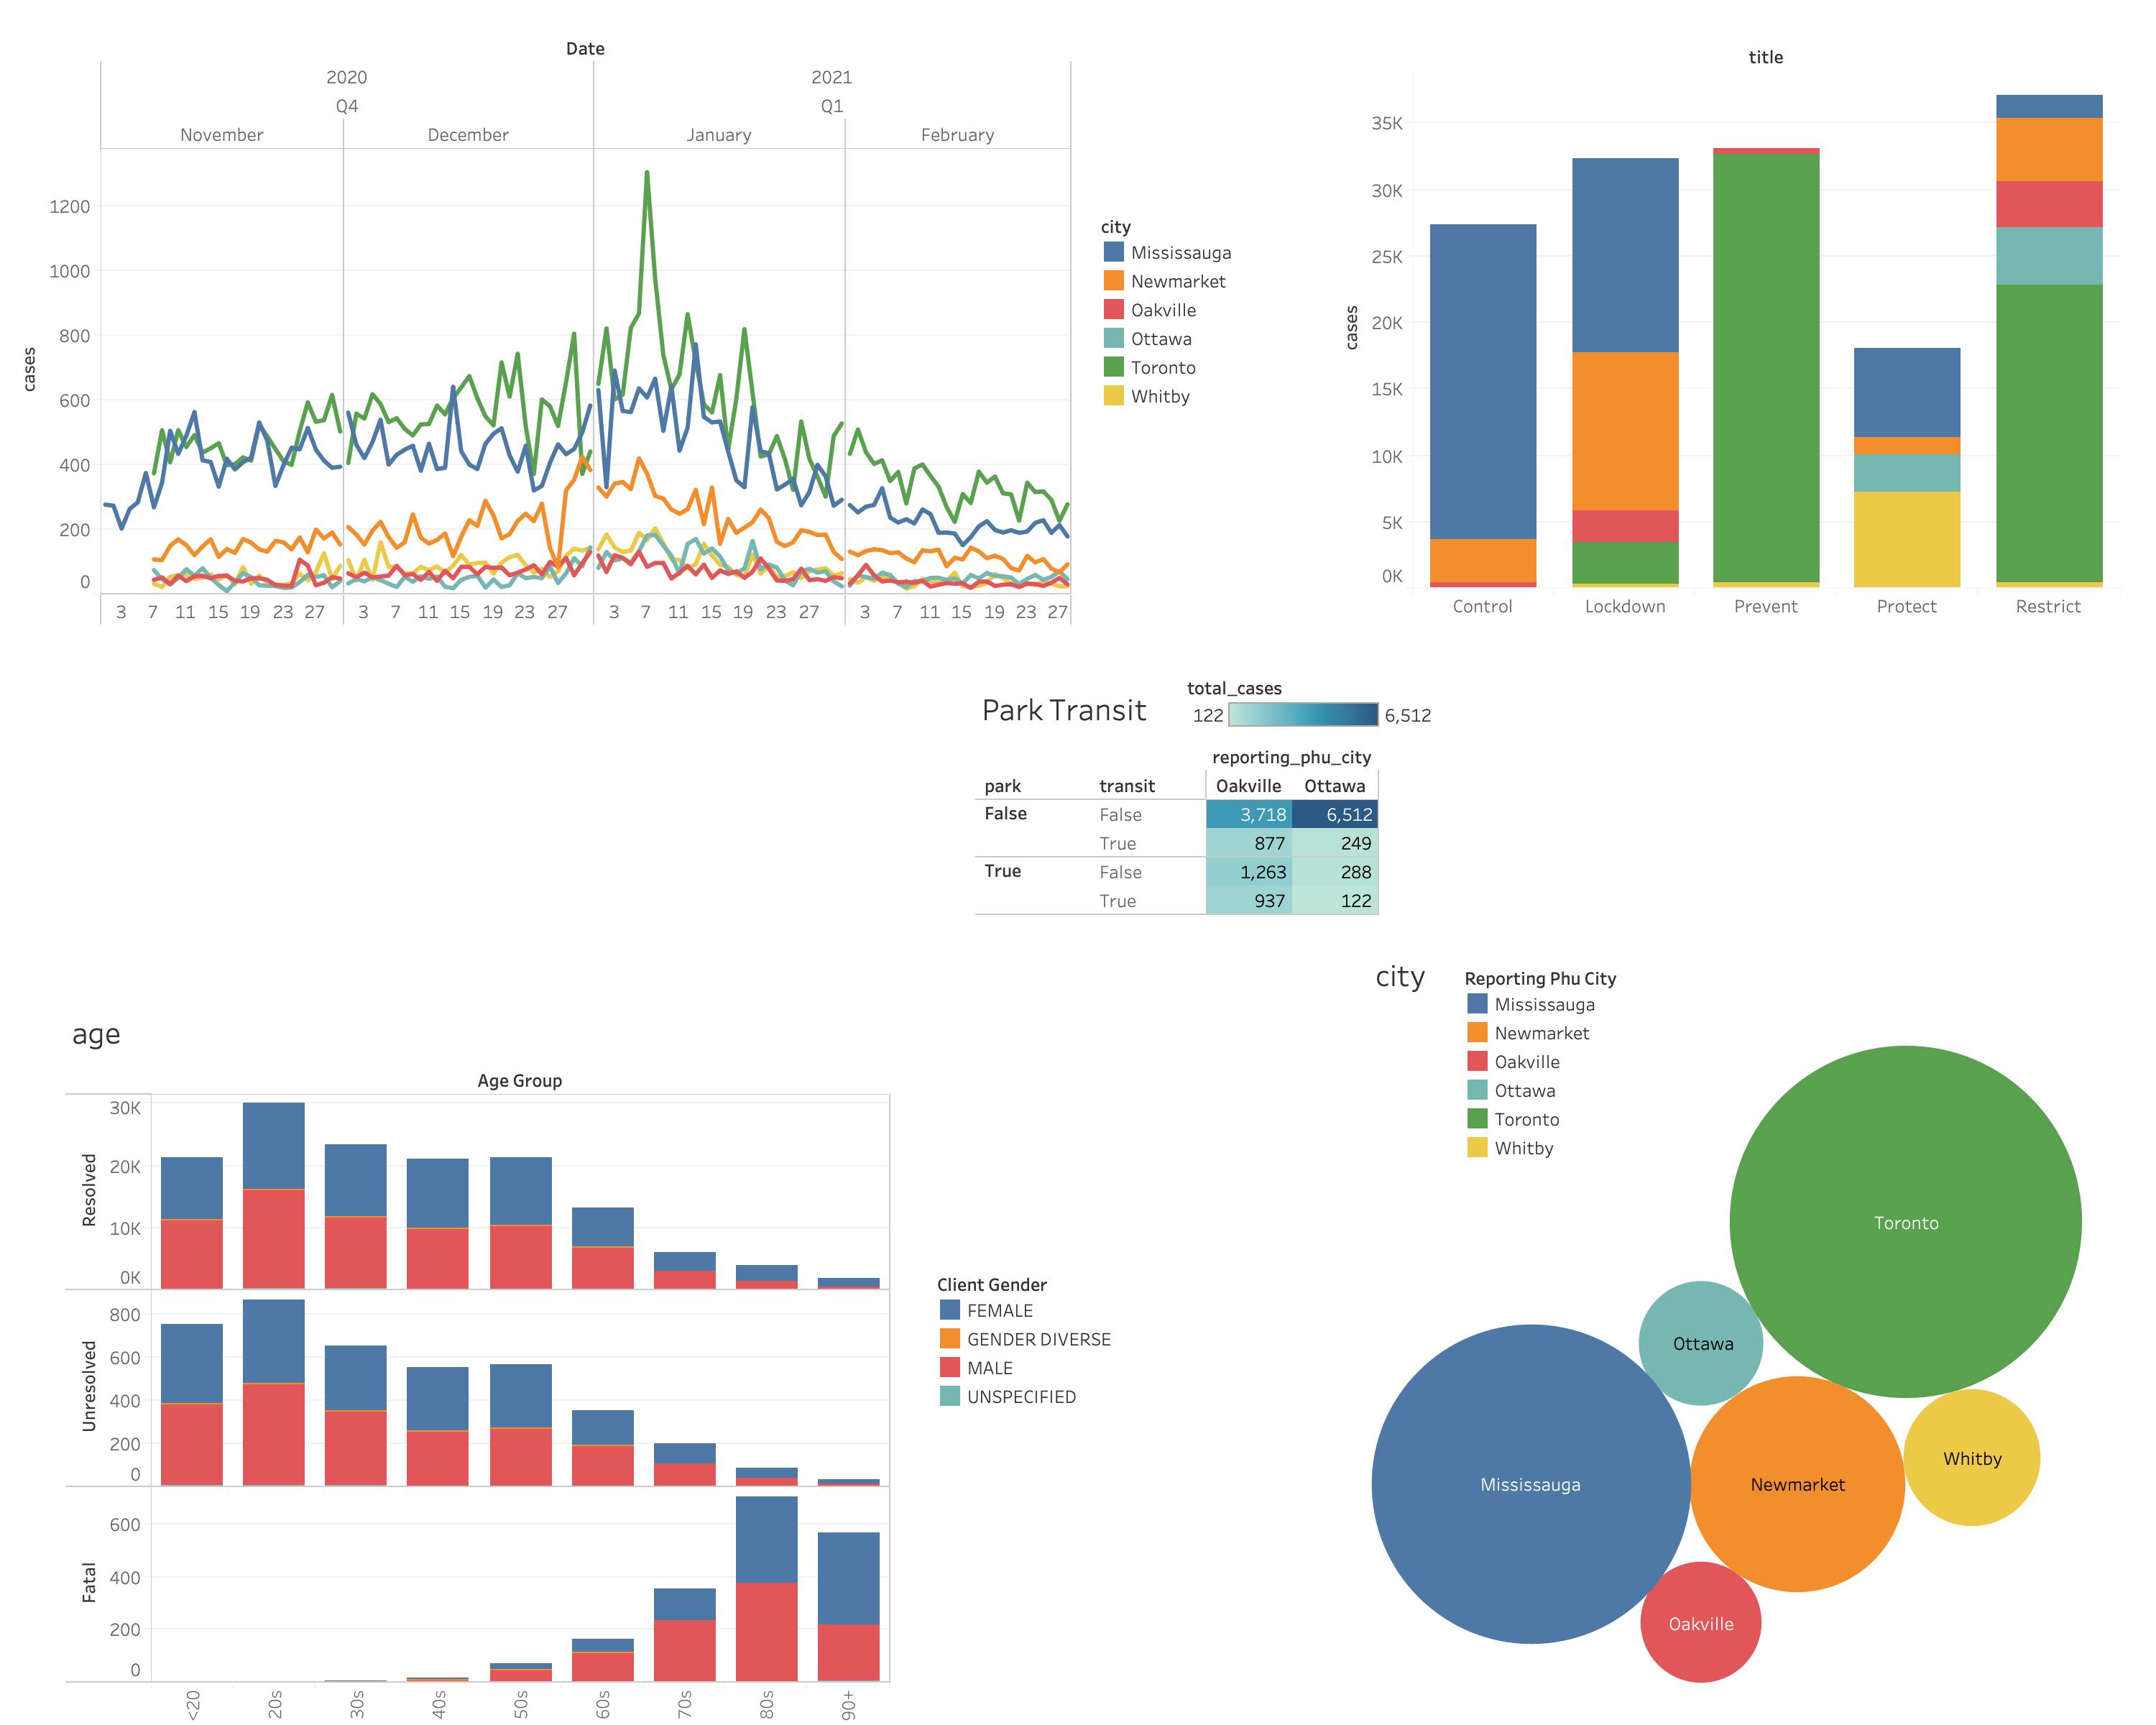 Date
2020
2021
Q4
Q1
November
December
January
February
cases
1200
1000
800
600
400
200
0
3 7 11 15 19 23 27 3 7 11 15 19 23 27 3 7 11 15 19 23 27 3 7 11 15 19 23 27
city
Mississauga
Newmarket
Oakville
Ottawa
Toronto
Whitby
title
cases
35K
30K
25K
20K
15K
10K
5K
0K
Control Lockdown Prevent Protect Restrict
Park Transit
total_cases
122 6,512
reporting_phu_city
park transit Oakville Ottawa
False False 3,718 6,512
True 877 249
True False 1,263 288
True 937 122
age
Age Group
Resolved
30K
20K
10K
0K
Unresolved
800
600
400
200
0
Fatal
600
400
200
0
<20 20s 30s 40s 50s 60s 70s 80s 90+
Client Gender
FEMALE
GENDER DIVERSE
MALE
UNSPECIFIED
city
Reporting Phu City
Mississauga
Newmarket
Oakville
Ottawa
Toronto
Whitby
Toronto
Ottawa
Whitby
Mississauga
Newmarket
Oakville